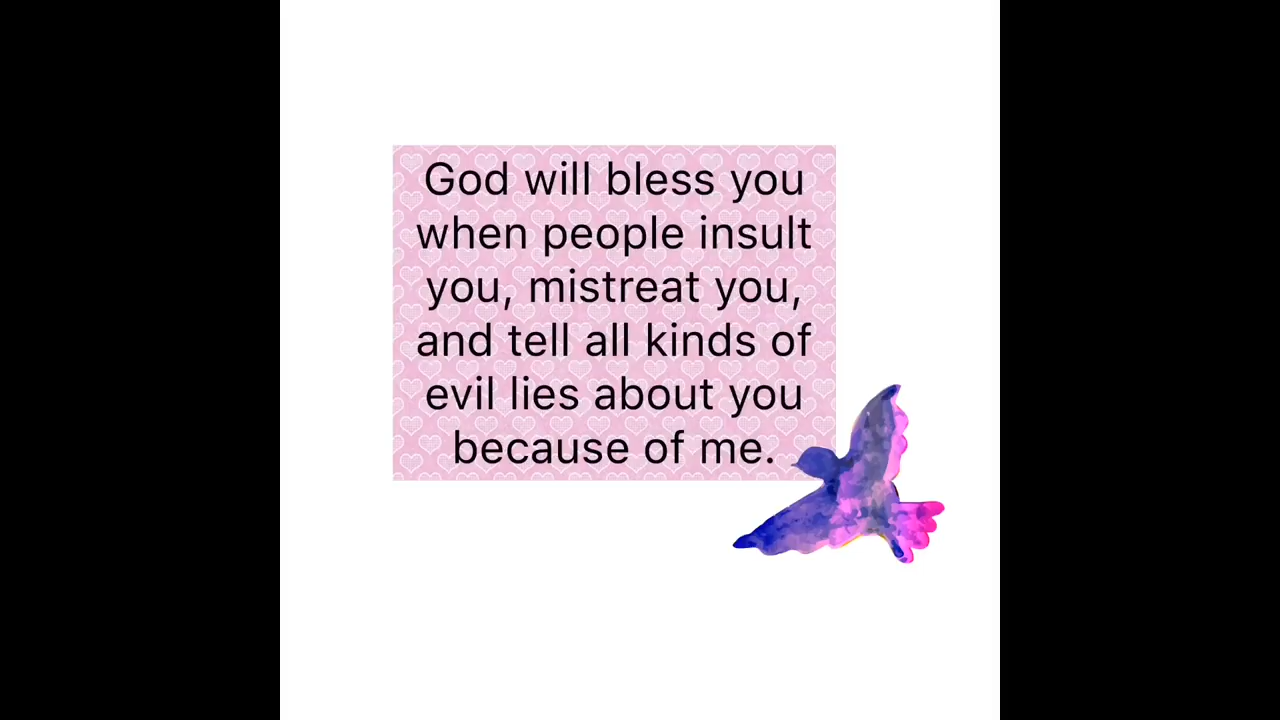 God will bless you
when people insult
you, mistreat you,
and tell all kinds of
evil lies about you
because of me.